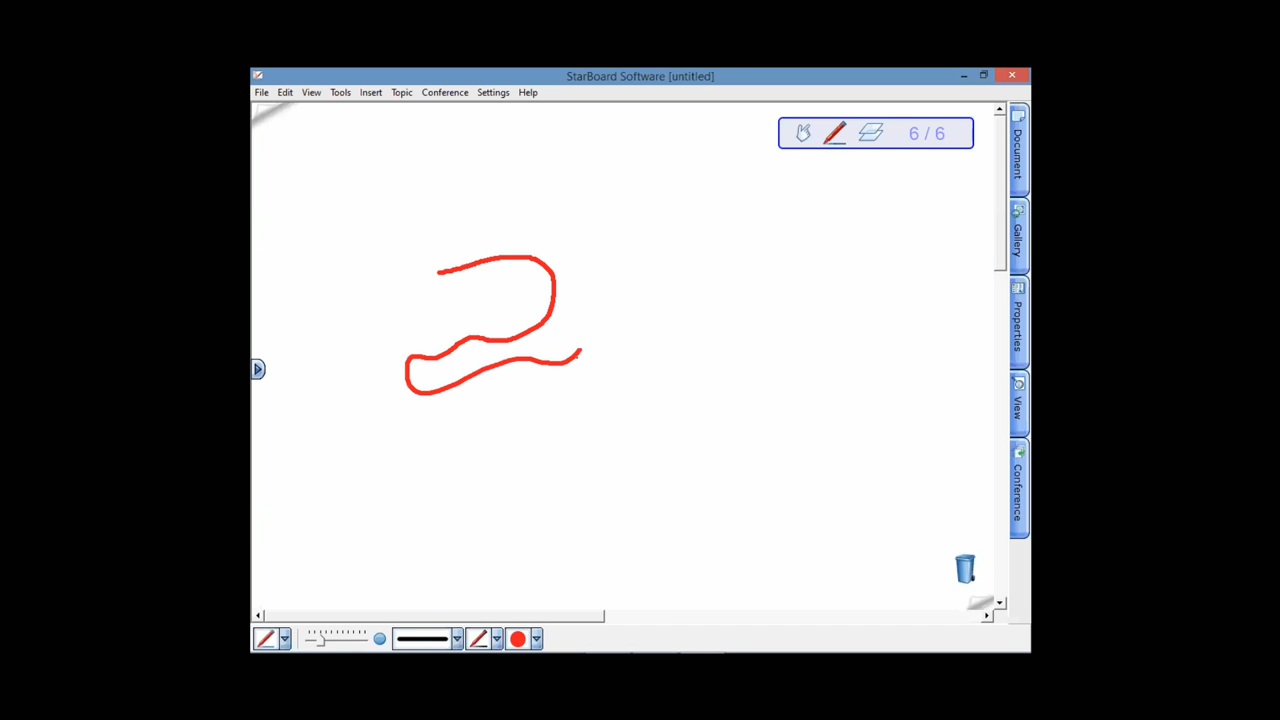 StarBoard Software [untitled]
File Edit View Tools Insert Topic Conference Settings Help
6 / 6
Document
Gallery
Properties
View
Conference